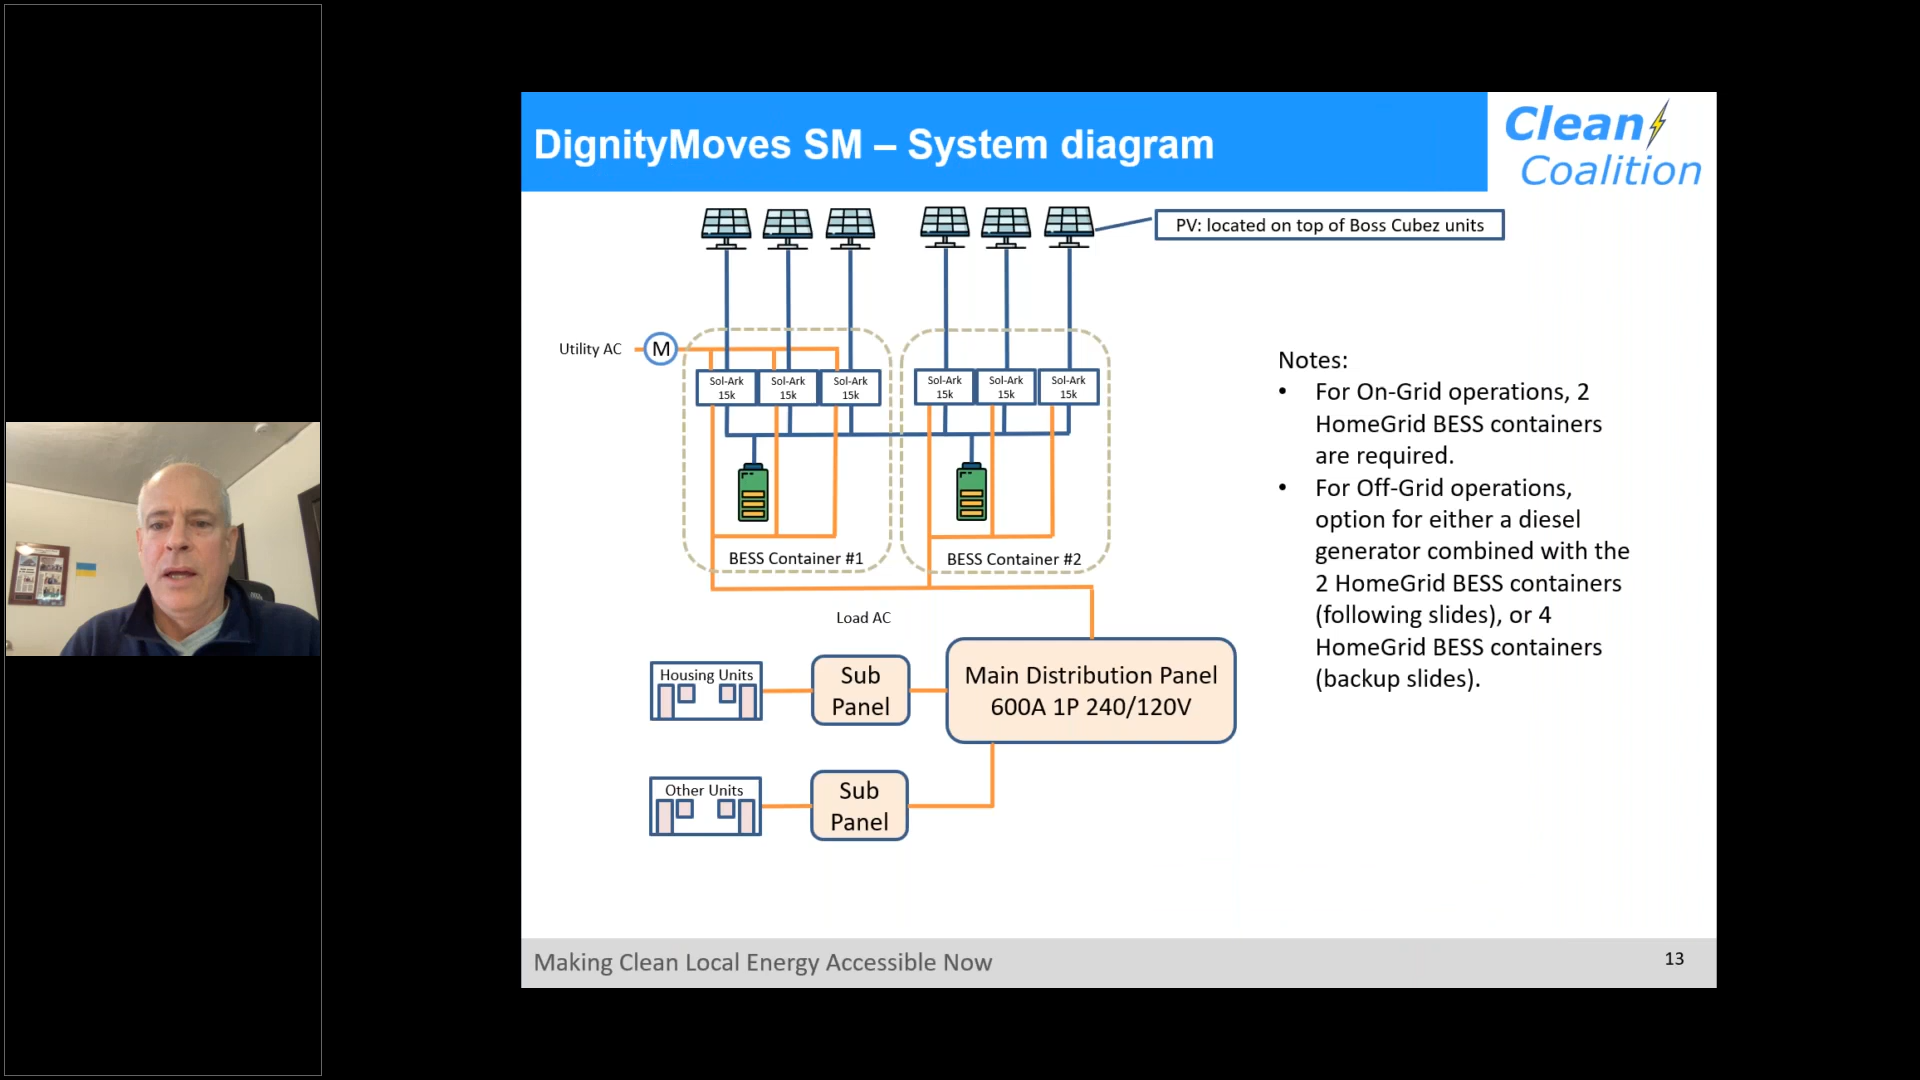 DignityMoves SM – System diagram
Clean
Coalition
PV: located on top of Boss Cubez units
Utility AC
M
Sol-Ark
15k
Sol-Ark
15k
Sol-Ark
15k
Sol-Ark
15k
Sol-Ark
15k
Sol-Ark
15k
BESS Container #1
BESS Container #2
Load AC
Housing Units
Sub
Panel
Main Distribution Panel
600A 1P 240/120V
Other Units
Sub
Panel
Notes:
• For On-Grid operations, 2
HomeGrid BESS containers
are required.
• For Off-Grid operations,
option for either a diesel
generator combined with the
2 HomeGrid BESS containers
(following slides), or 4
HomeGrid BESS containers
(backup slides).
Making Clean Local Energy Accessible Now
13